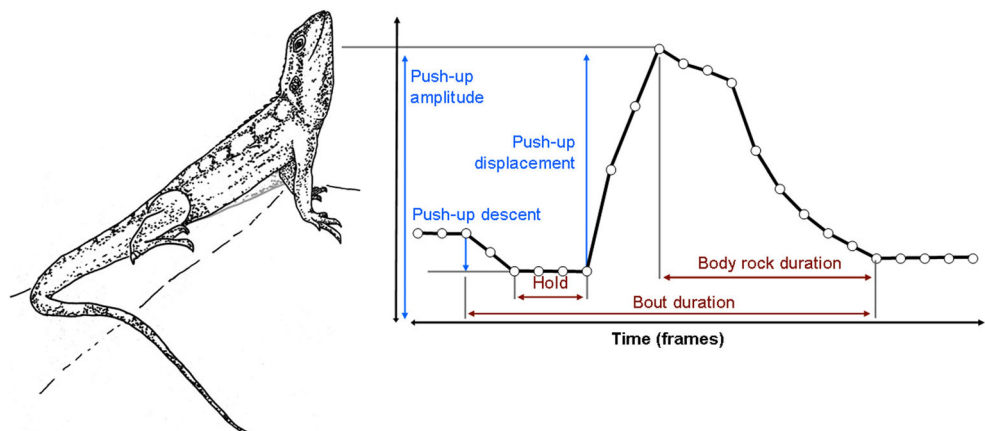 Push-up
amplitude
Push-up
displacement
Push-up descent
Hold
Body rock duration
Bout duration
Time (frames)